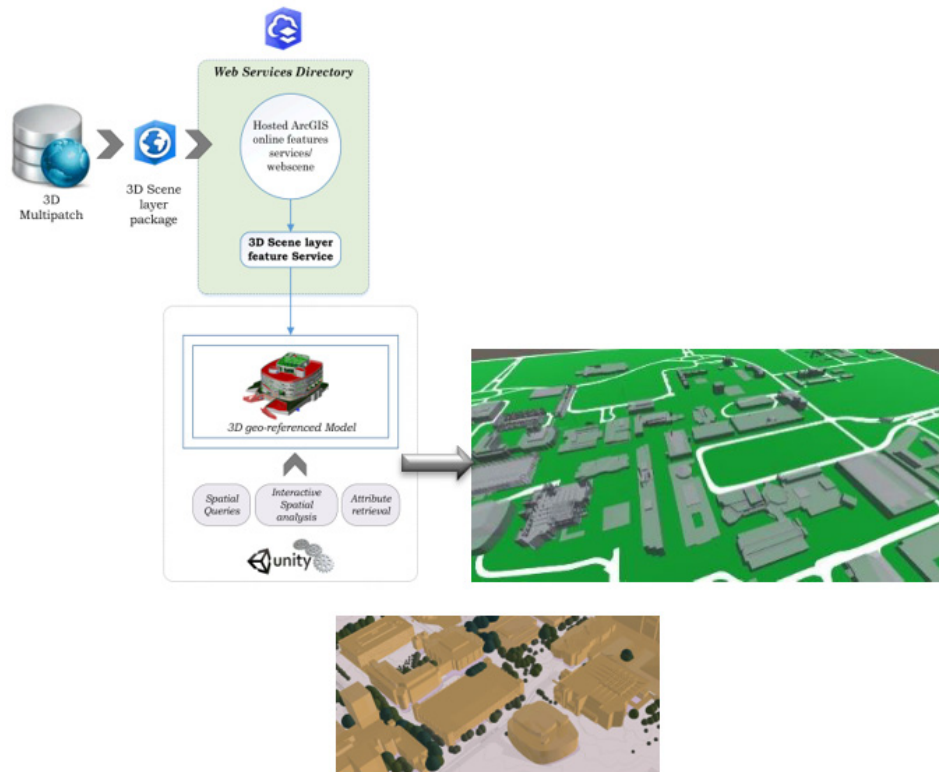 Web Services Directory
Hosted ArcGIS
online features
services/
webscene
3D
Multipatch
3D Scene
layer
package
3D Scene layer
feature Service
3D geo-referenced Model
Spatial
Queries
Interactive
Spatial
analysis
Attribute
retrieval
unity